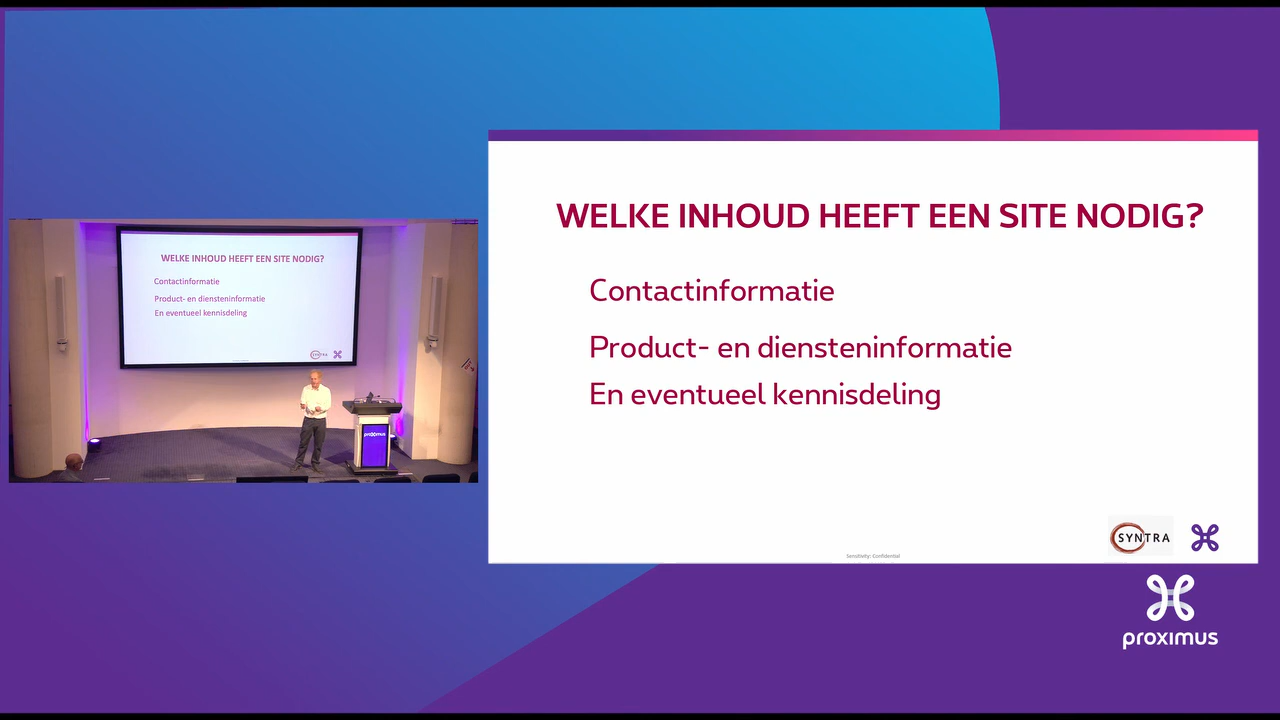 WELKE INHOUD HEEFT EEN SITE NODIG?
Contactinformatie
Product- en diensteninformatie
En eventueel kennisdeling
SYNTRA
proximus
WELKE INHOUD HEEFT EEN SITE NODIG?
Contactinformatie
Product- en diensteninformatie
En eventueel kennisdeling
Sensitivity: Confidential
SYNTRA
proximus